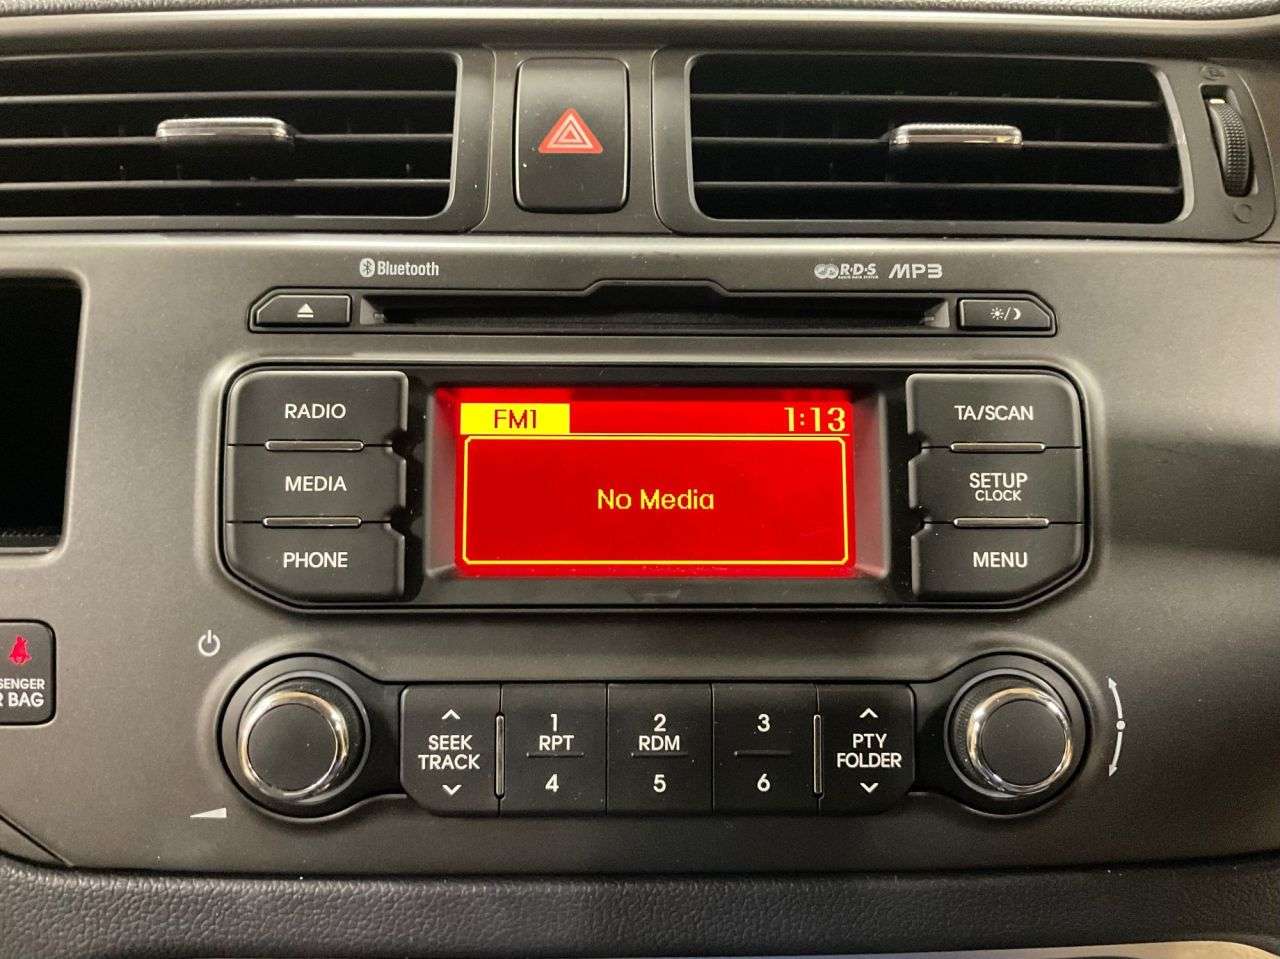 Bluetooth
R·D·S
MP3
RADIO
MEDIA
PHONE
FM1
1:13
No Media
TA/SCAN
SETUP
CLOCK
MENU
SENGER
R BAG
SEEK
TRACK
1
RPT
4
2
RDM
5
3
6
PTY
FOLDER